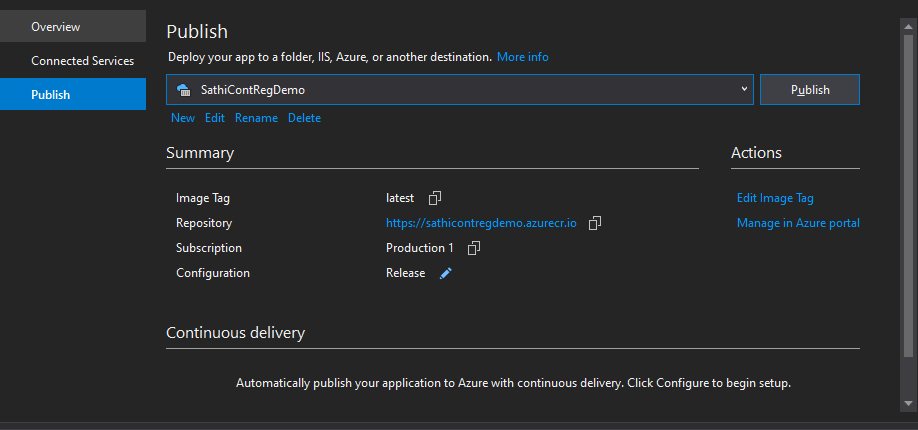 Overview
Connected Services
Publish
Publish
Deploy your app to a folder, IIS, Azure, or another destination. More info
SathiContRegDemo
Publish
New Edit Rename Delete
Summary
Actions
Image Tag latest
Edit Image Tag
Repository https://sathicontregdemo.azurecr.io
Manage in Azure portal
Subscription Production 1
Configuration Release
Continuous delivery
Automatically publish your application to Azure with continuous delivery. Click Configure to begin setup.